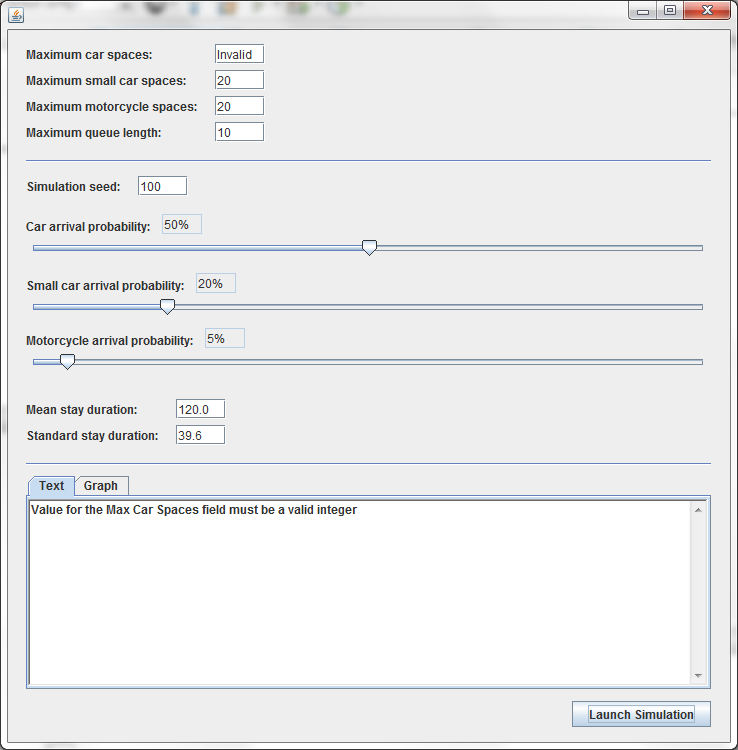 Maximum car spaces: Invalid
Maximum small car spaces: 20
Maximum motorcycle spaces: 20
Maximum queue length: 10
Simulation seed: 100
Car arrival probability: 50%
Small car arrival probability: 20%
Motorcycle arrival probability: 5%
Mean stay duration: 120.0
Standard stay duration: 39.6
Text Graph
Value for the Max Car Spaces field must be a valid integer
Launch Simulation